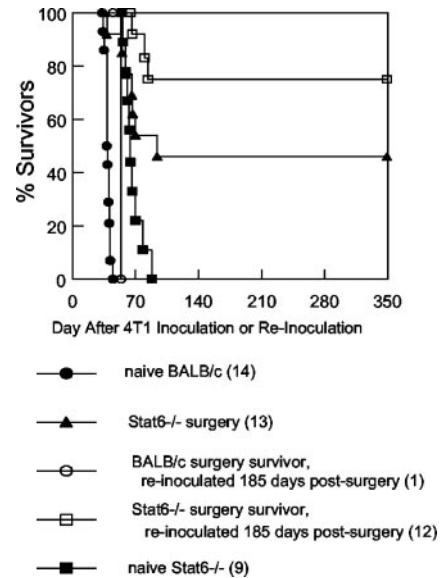 100
80
60
40
20
0
% Survivors
0 70 140 210 280 350
Day After 4T1 Inoculation or Re-Inoculation
naive BALB/c (14)
Stat6-/- surgery (13)
BALB/c surgery survivor,
re-inoculated 185 days post-surgery (1)
Stat6-/- surgery survivor,
re-inoculated 185 days post-surgery (12)
naive Stat6-/- (9)